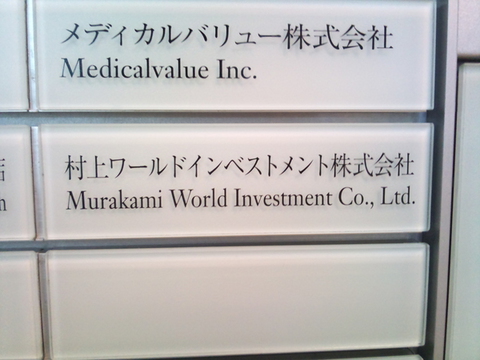 メディカルバリュー株式会社
Medicalvalue Inc.
村上ワールドインベストメント株式会社
Murakami World Investment Co., Ltd.